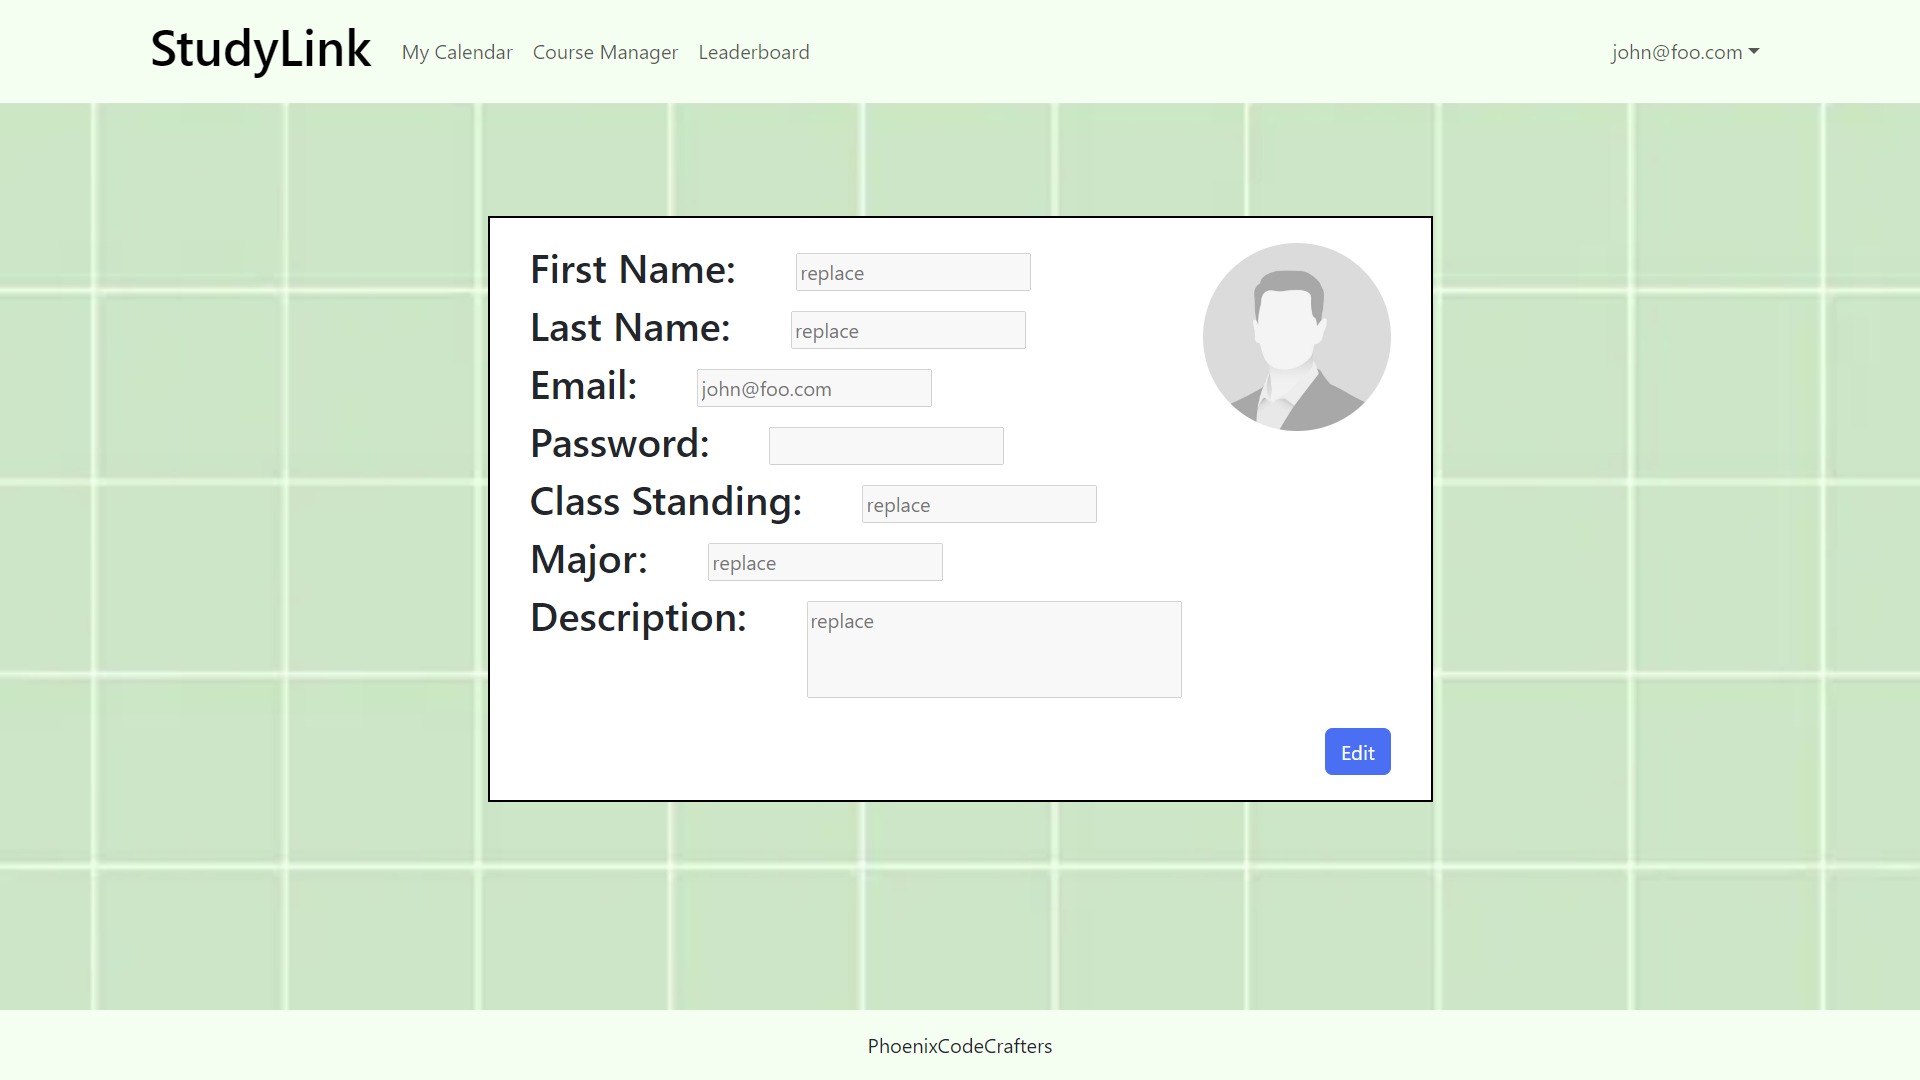 StudyLink My Calendar Course Manager Leaderboard john@foo.com
First Name: replace
Last Name: replace
Email: john@foo.com
Password:
Class Standing: replace
Major: replace
Description: replace
Edit
PhoenixCodeCrafters